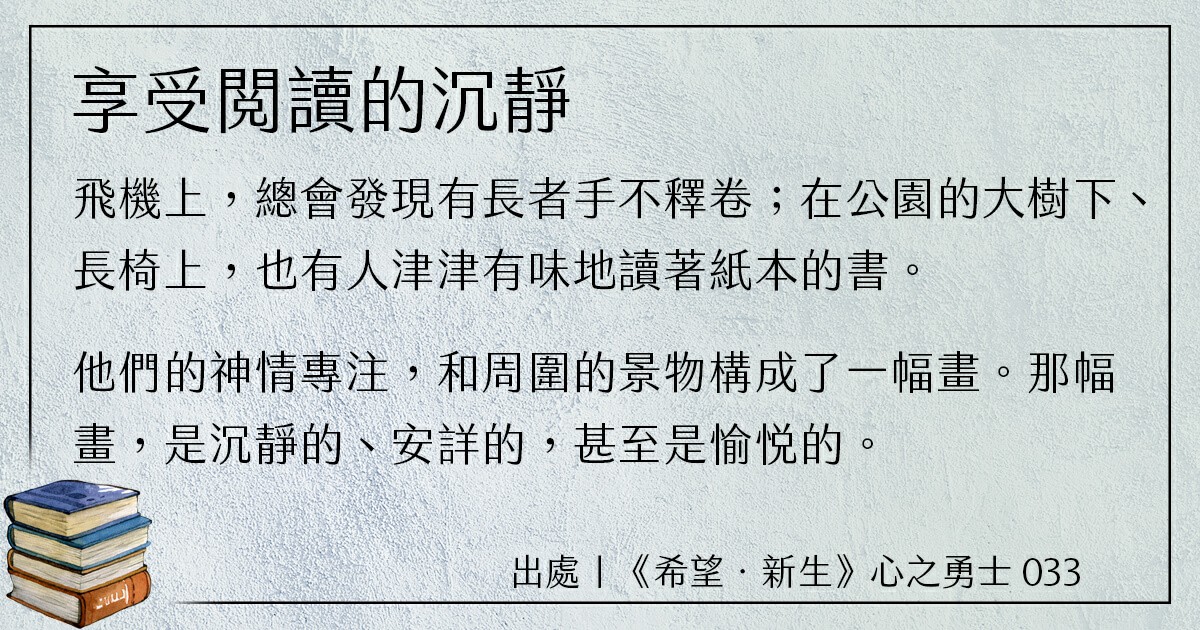 享受閱讀的沉靜
飛機上，總會發現有長者手不釋卷；在公園的大樹下、
長椅上，也有人津津有味地讀著紙本的書。
他們的神情專注，和周圍的景物構成了一幅畫。那幅
畫，是沉靜的、安詳的，甚至是愉悅的。
出處｜《希望．新生》心之勇士 033